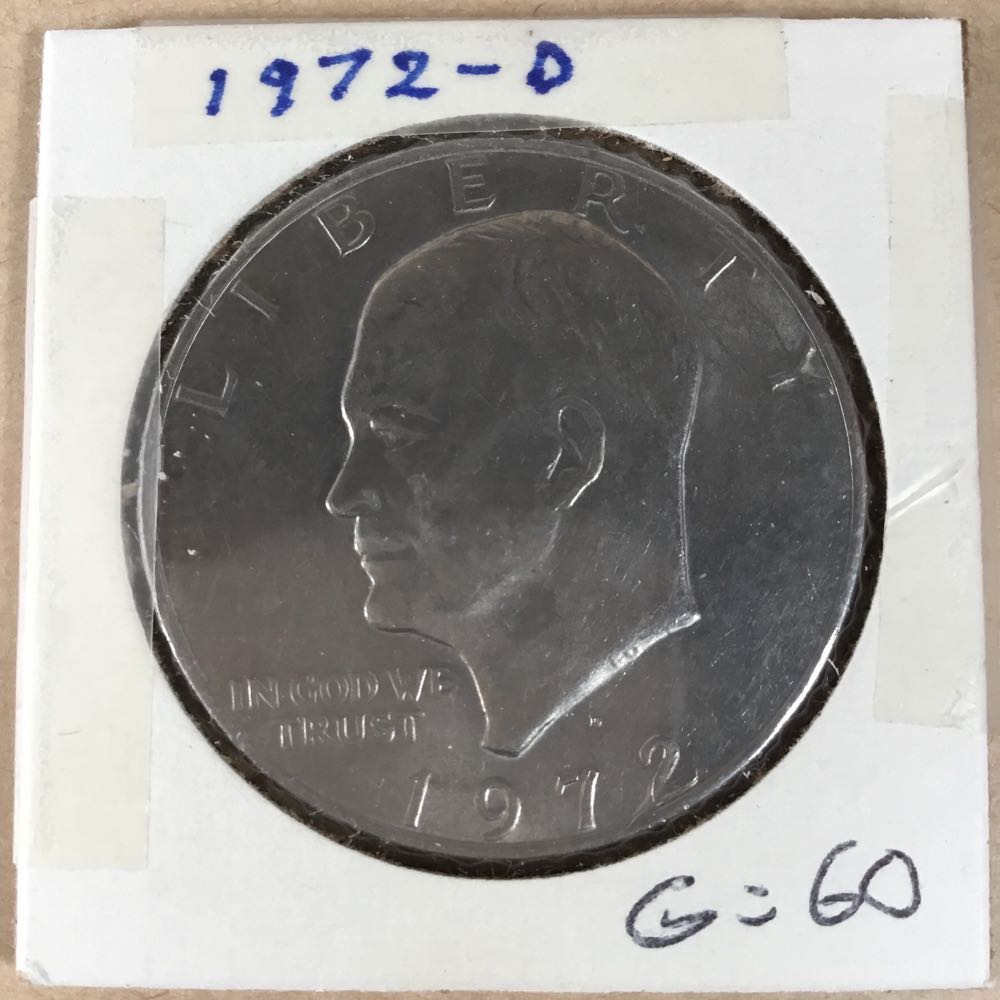 1972-D
LIBERTY
IN GOD WE
TRUST
D
1972
G=60